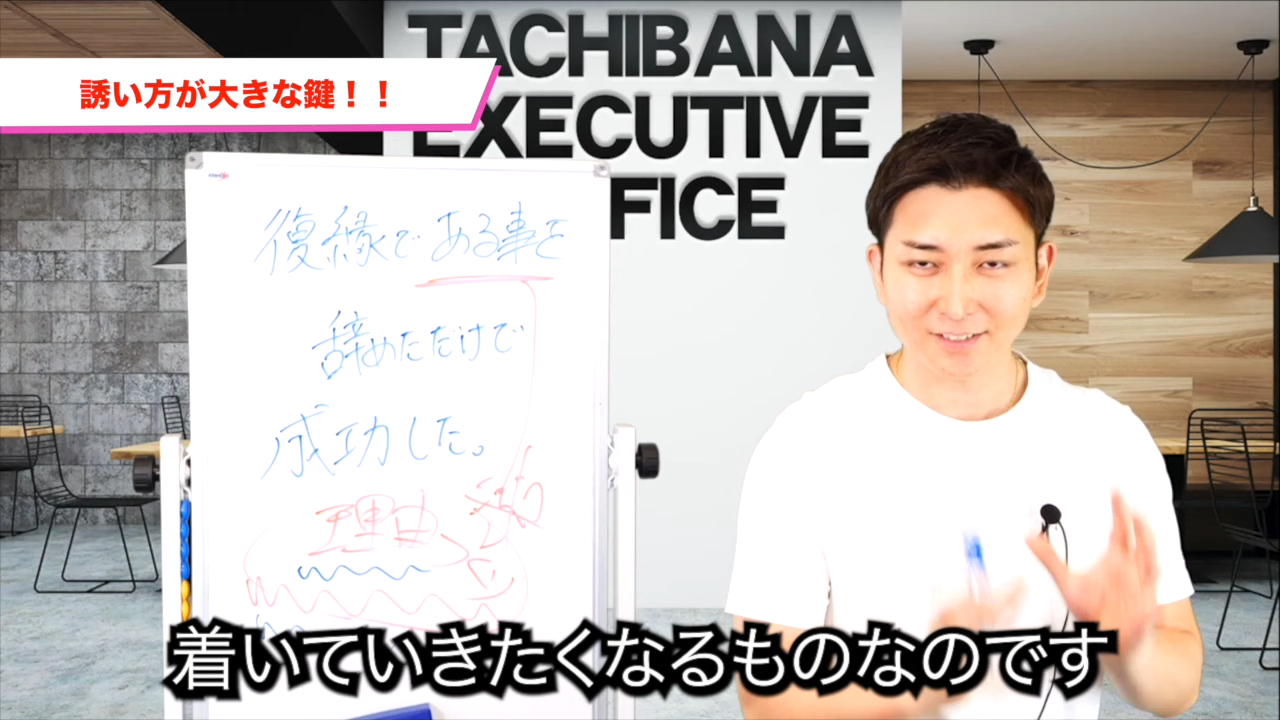 TACHIBANA
EXECUTIVE
FICE
誘い方が大きな鍵！！
復縁である事を
辞めただけで
成功した。
理由
着いていきたくなるものなのです